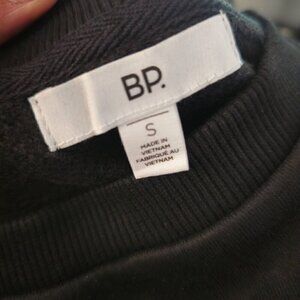 BP.
S
MADE IN
VIETNAM
FABRIQUÉ AU
VIETNAM